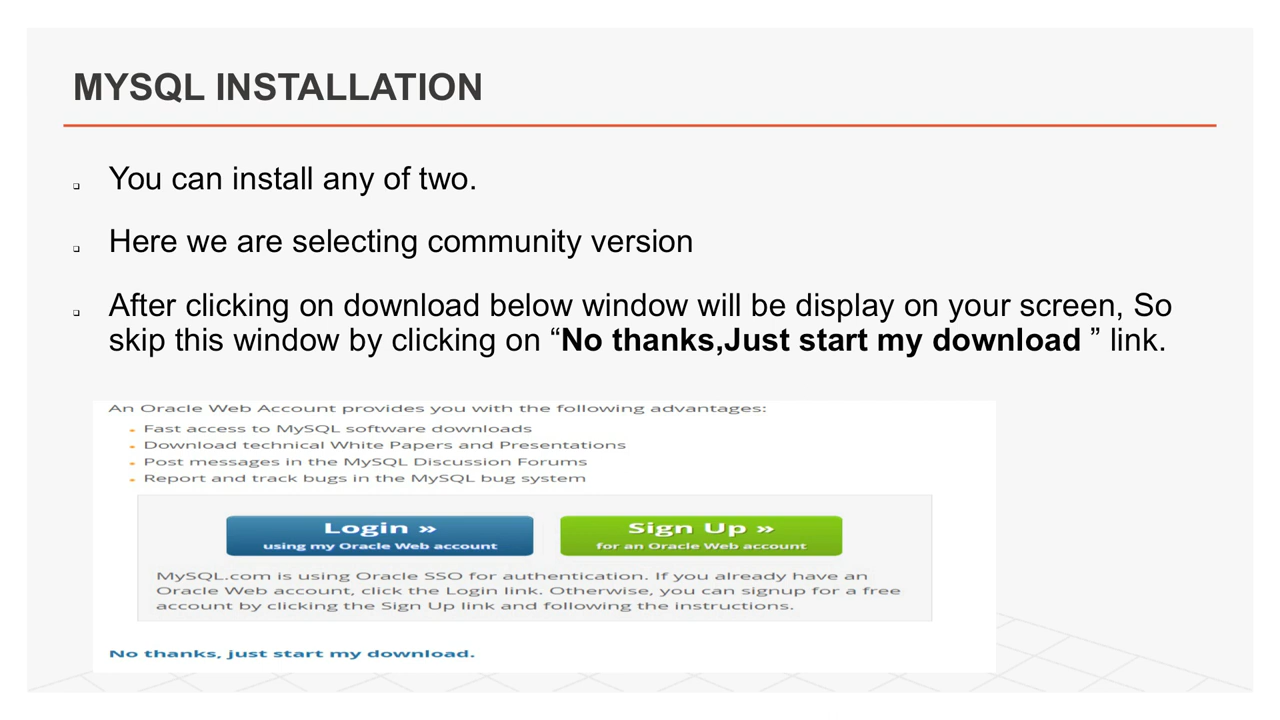 MYSQL INSTALLATION
You can install any of two.
Here we are selecting community version
After clicking on download below window will be display on your screen, So
skip this window by clicking on “No thanks,Just start my download ” link.
An Oracle Web Account provides you with the following advantages:
Fast access to MySQL software downloads
Download technical White Papers and Presentations
Post messages in the MySQL Discussion Forums
Report and track bugs in the MySQL bug system
Login »
using my Oracle Web account
Sign Up »
for an Oracle Web account
MySQL.com is using Oracle SSO for authentication. If you already have an
Oracle Web account, click the Login link. Otherwise, you can signup for a free
account by clicking the Sign Up link and following the instructions.
No thanks, just start my download.